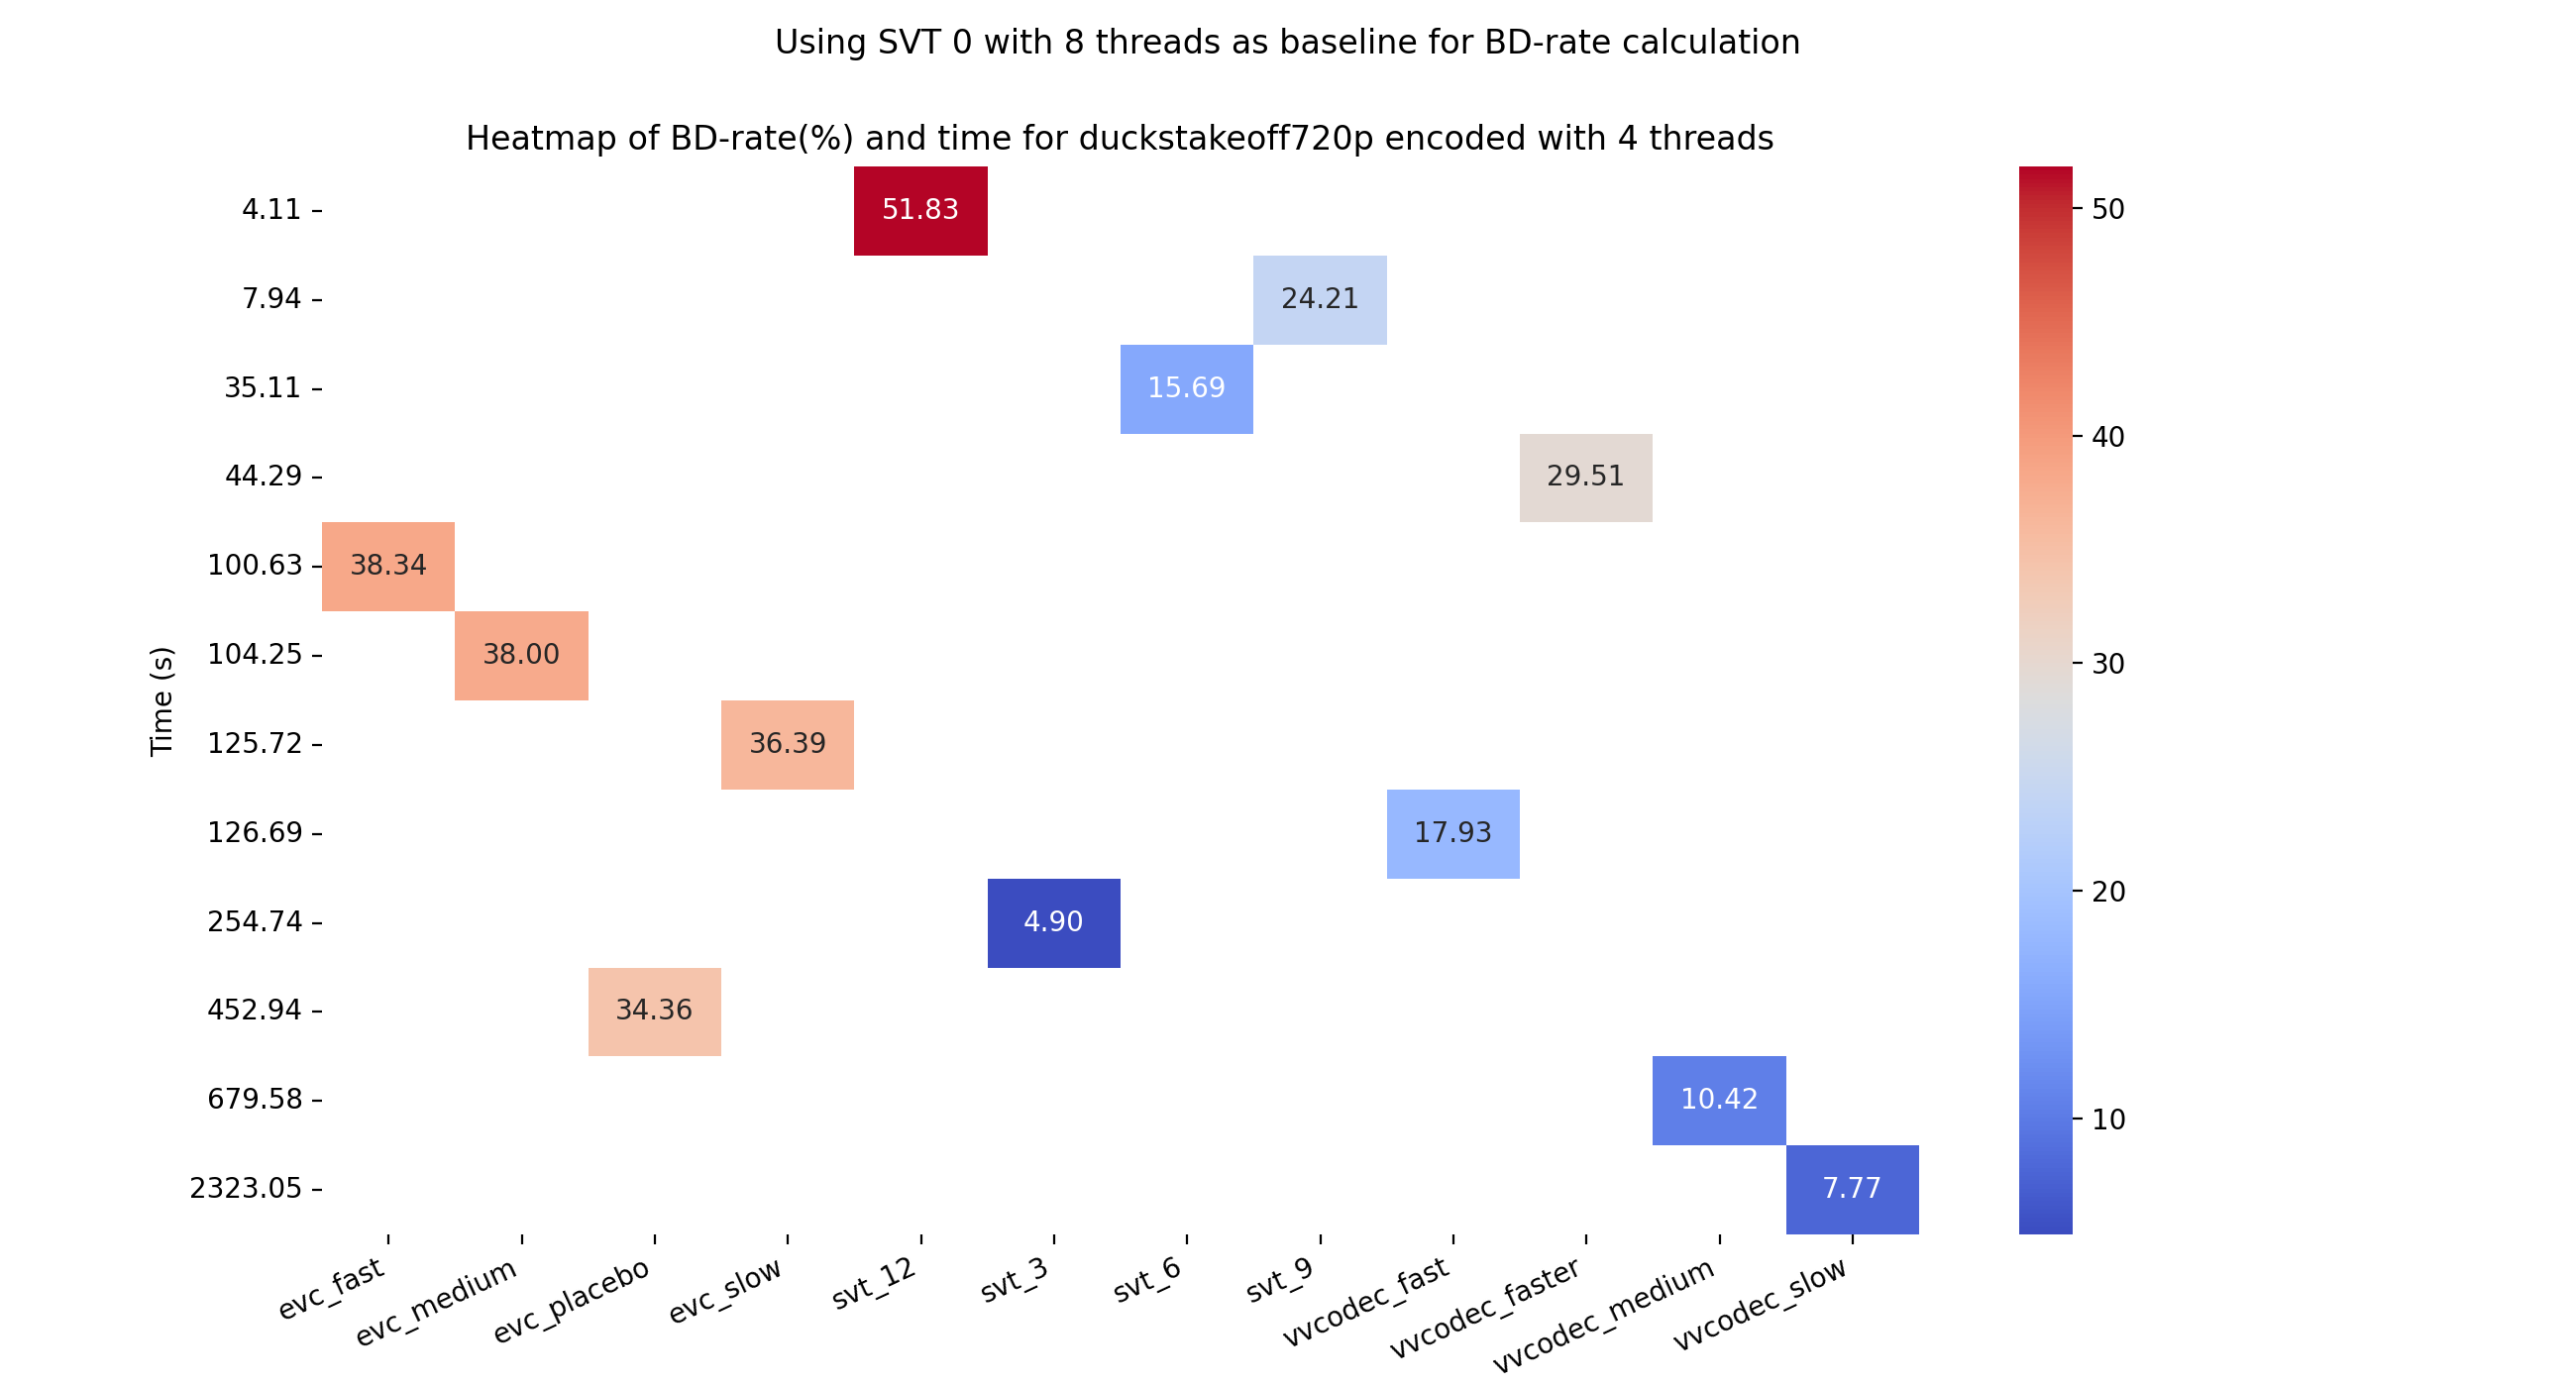 Using SVT 0 with 8 threads as baseline for BD-rate calculation
Heatmap of BD-rate(%) and time for duckstakeoff720p encoded with 4 threads
Time (s)
4.11
7.94
35.11
44.29
100.63
104.25
125.72
126.69
254.74
452.94
679.58
2323.05
51.83
24.21
15.69
29.51
38.34
38.00
36.39
17.93
4.90
34.36
10.42
7.77
evc_fast
evc_medium
evc_placebo
evc_slow
svt_12
svt_3
svt_6
svt_9
vvcodec_fast
vvcodec_faster
vvcodec_medium
vvcodec_slow
50
40
30
20
10